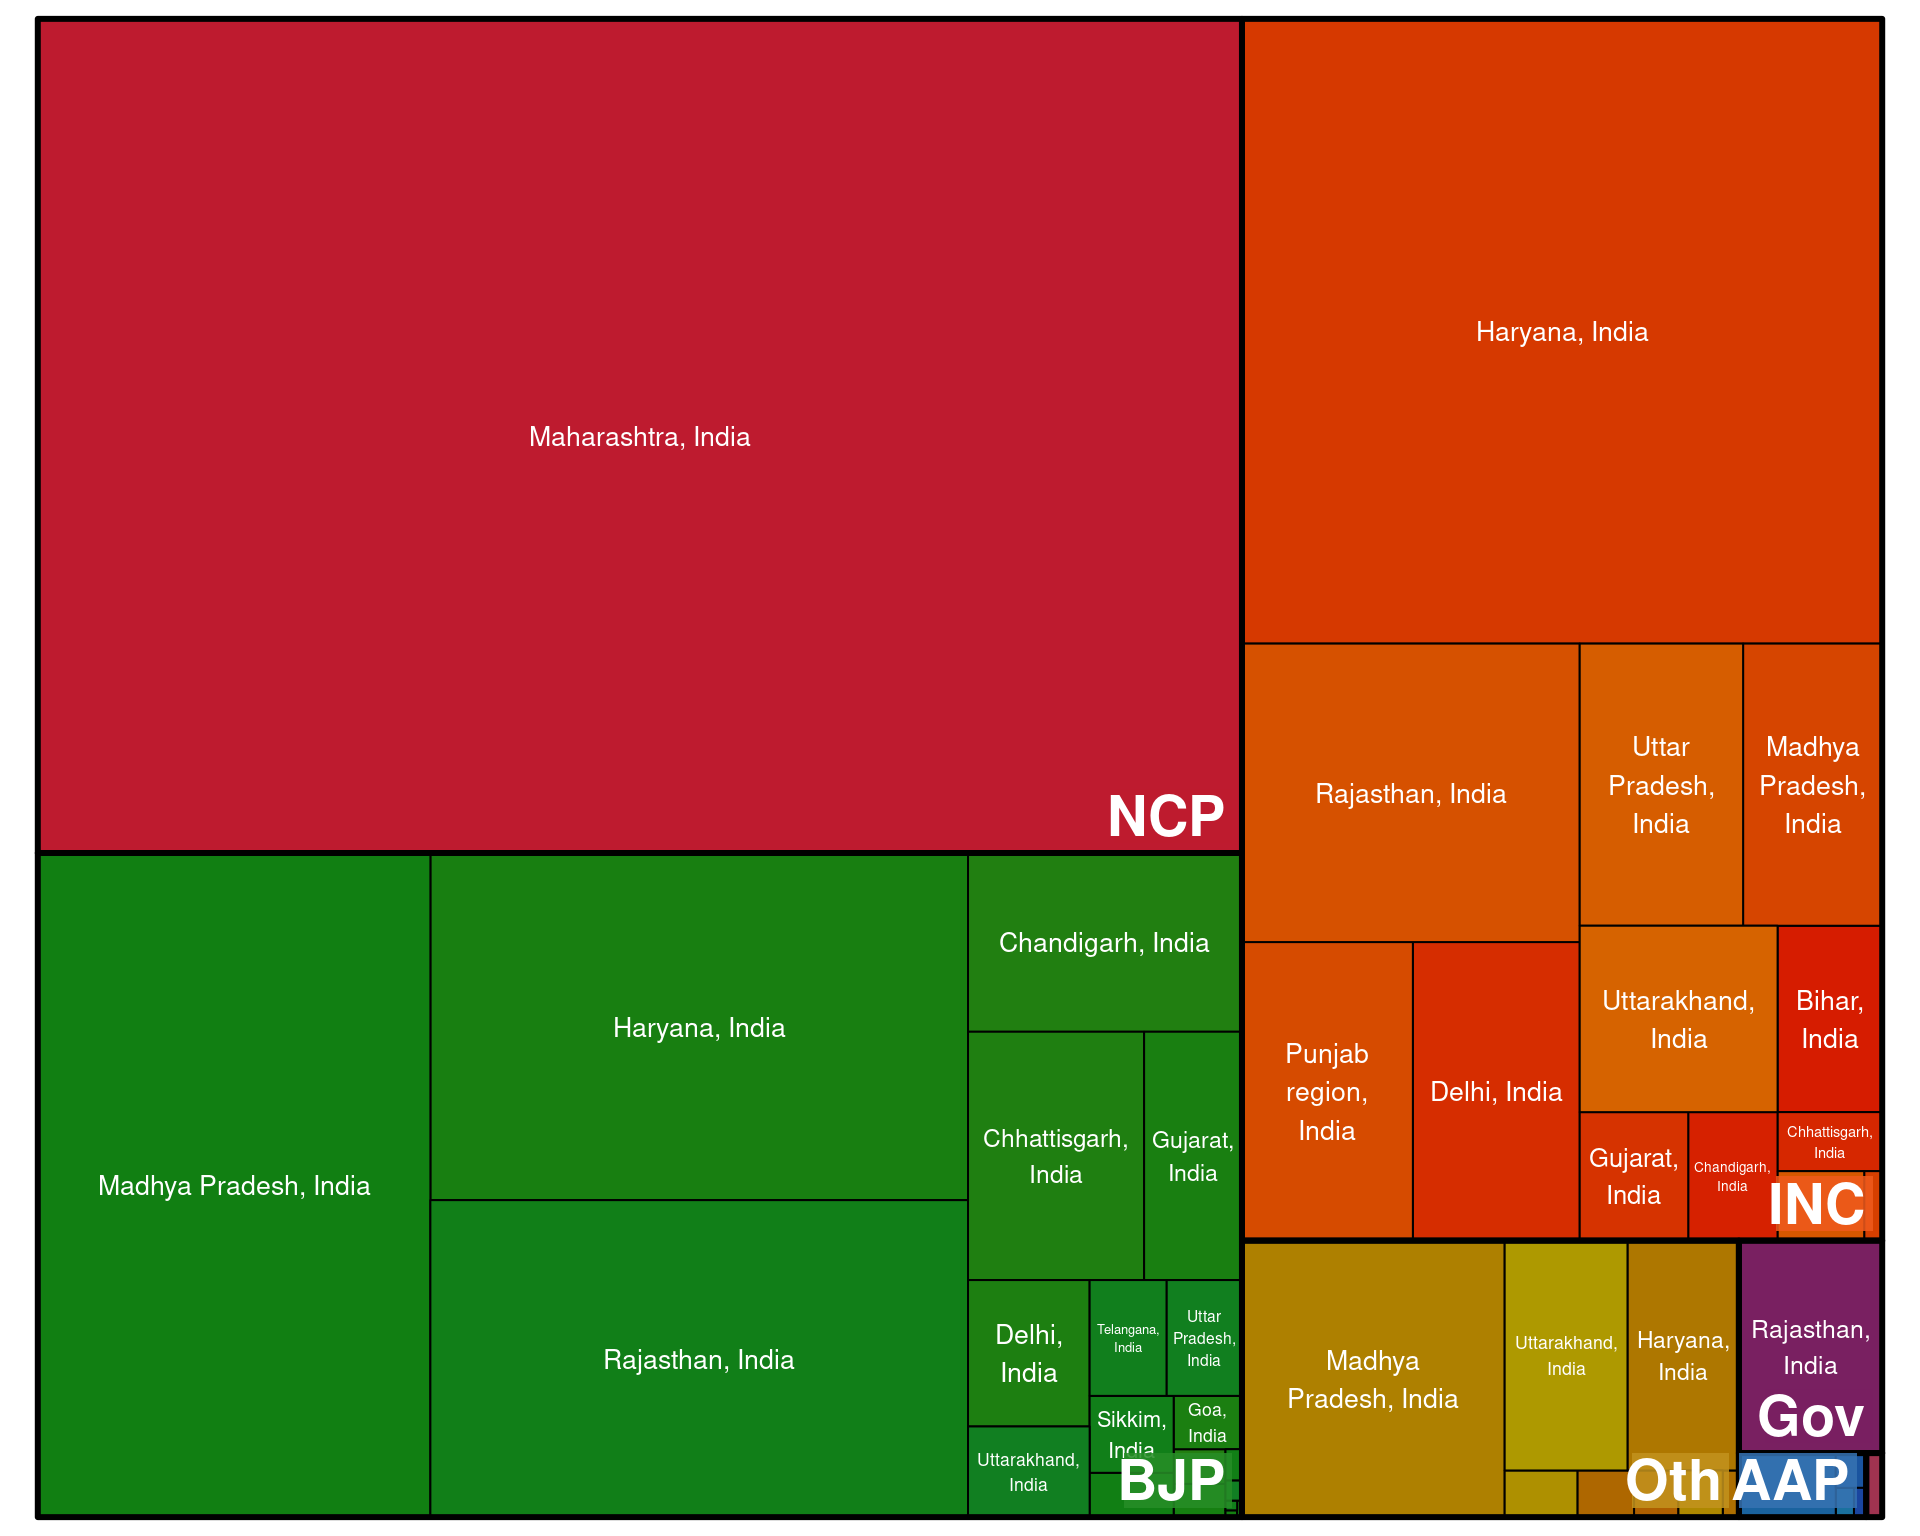 Maharashtra, India
NCP
Haryana, India
Rajasthan, India
Uttar
Pradesh,
India
Madhya
Pradesh,
India
Punjab
region,
India
Delhi, India
Uttarakhand,
India
Bihar,
India
Gujarat,
India
Chandigarh,
India
Chhattisgarh,
India
INC
Madhya Pradesh, India
Haryana, India
Rajasthan, India
Chandigarh, India
Chhattisgarh,
India
Gujarat,
India
Delhi,
India
Telangana,
India
Uttar
Pradesh,
India
Uttarakhand,
India
Sikkim,
India
Goa,
India
BJP
Madhya
Pradesh, India
Uttarakhand,
India
Haryana,
India
Oth
Rajasthan,
India
Gov
AAP